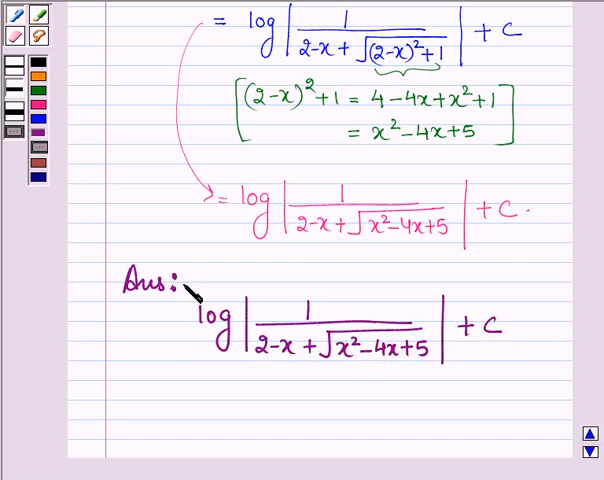 = log | 1 / (2-x + √((2-x)² + 1)) | + C
[(2-x)² + 1 = 4 - 4x + x² + 1
= x² - 4x + 5]
= log | 1 / (2-x + √(x² - 4x + 5)) | + C.
Ans:
log | 1 / (2-x + √(x² - 4x + 5)) | + C